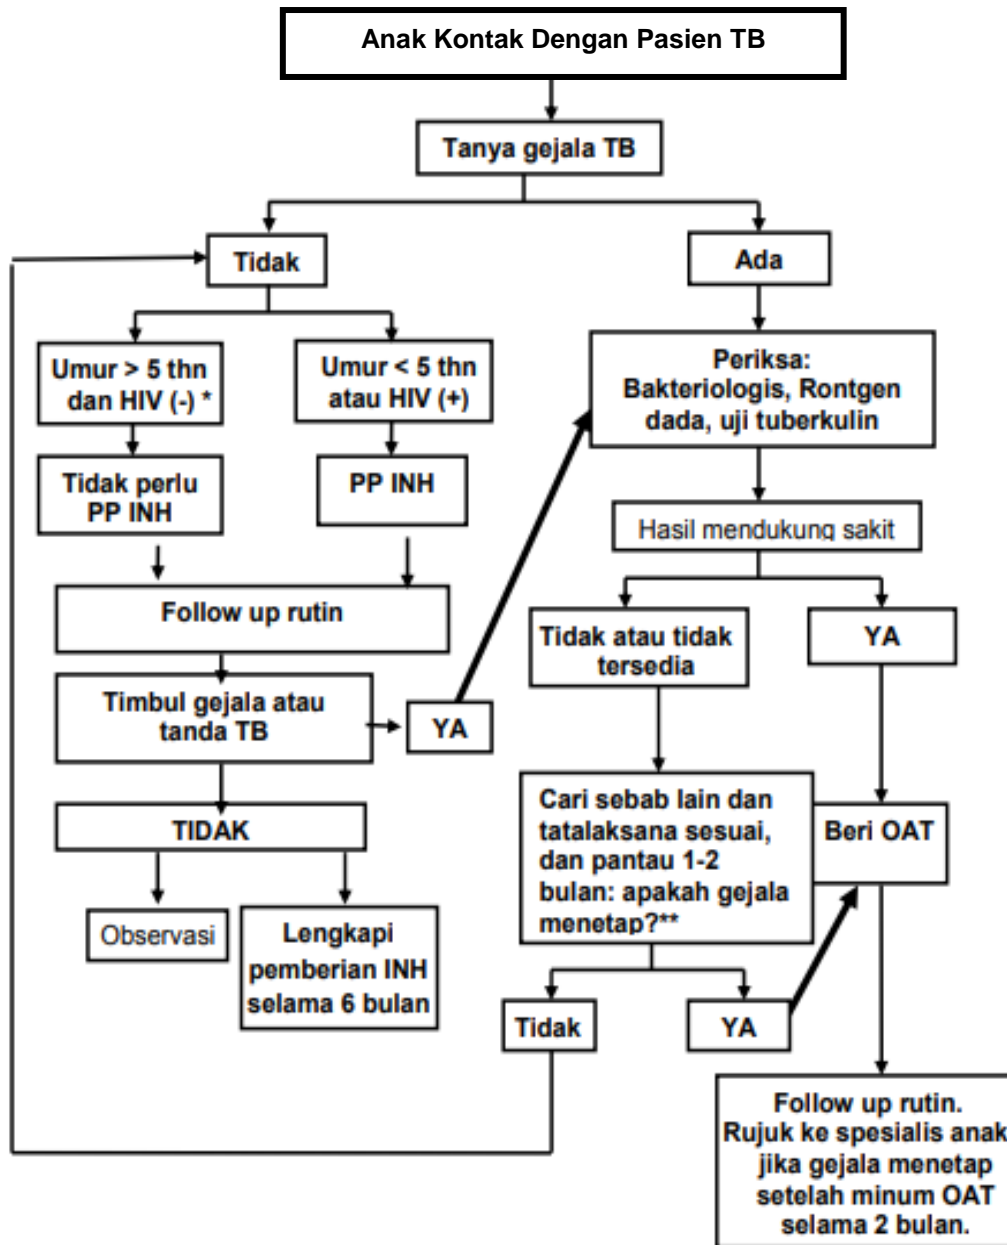 Anak Kontak Dengan Pasien TB
Tanya gejala TB
Tidak
Ada
Umur > 5 thn
dan HIV (-) *
Umur < 5 thn
atau HIV (+)
Periksa:
Bakteriologis, Rontgen
dada, uji tuberkulin
Tidak perlu
PP INH
PP INH
Hasil mendukung sakit
Follow up rutin
Tidak atau tidak
tersedia
YA
Timbul gejala atau
tanda TB
YA
TIDAK
Cari sebab lain dan
tatalaksana sesuai,
dan pantau 1-2
bulan: apakah gejala
menetap?**
Beri OAT
Observasi
Lengkapi
pemberian INH
selama 6 bulan
Tidak
YA
Follow up rutin.
Rujuk ke spesialis anak
jika gejala menetap
setelah minum OAT
selama 2 bulan.